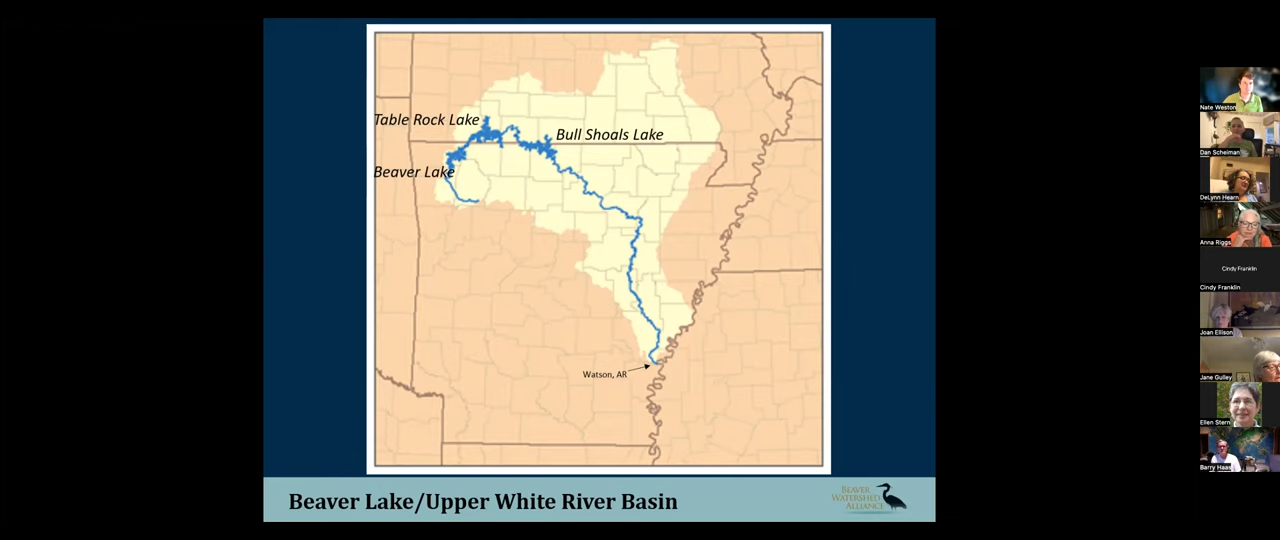 Table Rock Lake
Bull Shoals Lake
Beaver Lake
Watson, AR
Beaver Lake/Upper White River Basin
BEAVER
WATERSHED
ALLIANCE
Nate Weston
Dan Scheiman
DeLynn Hearn
Anna Riggs
Cindy Franklin
Cindy Franklin
Joan Ellison
Jane Gulley
Ellen Stern
Barry Haas